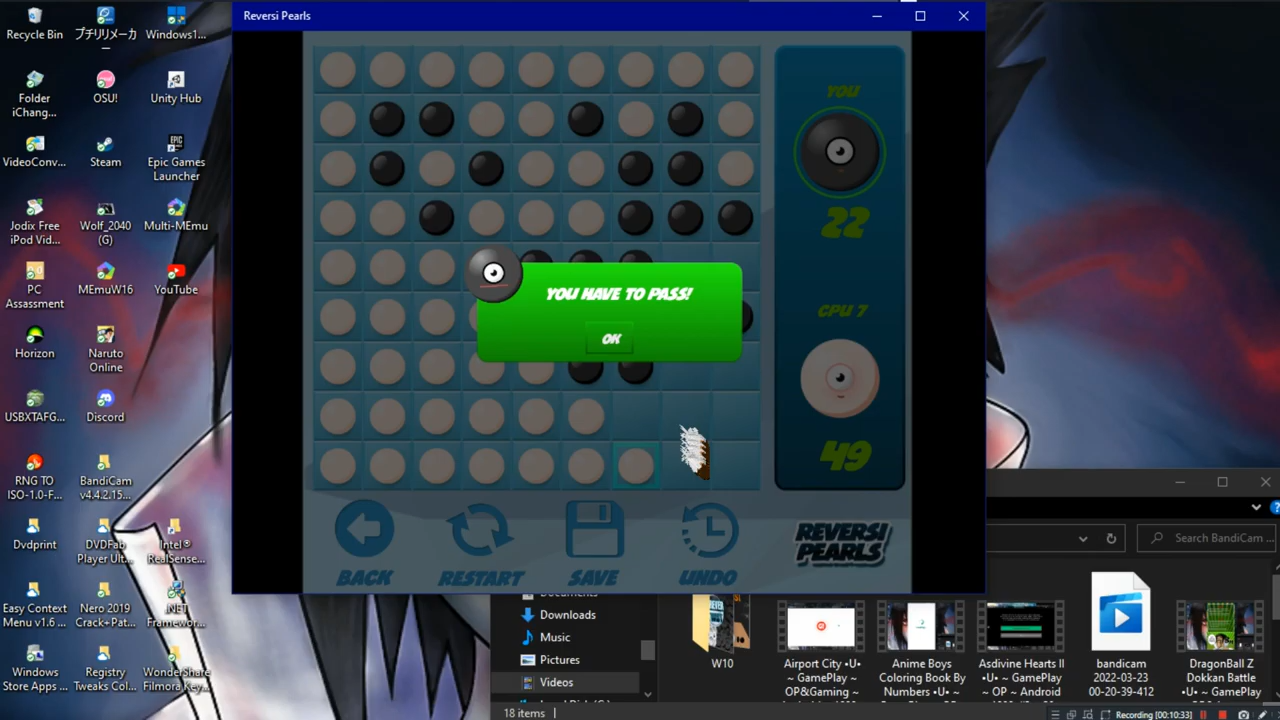 Reversi Pearls
Recycle Bin
プチリメーカ
ー
Windows1...
Folder
iChang...
OSU!
Unity Hub
VideoConv...
Steam
Epic Games
Launcher
Jodix Free
iPod Vid...
Wolf_2040
(G)
Multi-MEmu
PC
Assassment
MEmuW16
YouTube
Horizon
Naruto
Online
USBXTAFG...
Discord
RNG TO
ISO-1.0-F...
BandiCam
v4.4.2.15...
Dvdprint
DVDFab
Player Ult...
Intel®
RealSense...
Easy Context
Menu v1.6 ...
Nero 2019
Crack+Pat...
.NET
Framewor...
Windows
Store Apps ...
Registry
Tweaks Col...
WonderShare
Filmora Key...
YOU
22
CPU 7
49
YOU HAVE TO PASS!
OK
BACK
RESTART
SAVE
UNDO
REVERSI
PEARLS
Search BandiCam ...
Documents
Downloads
Music
Pictures
Videos
W10
Airport City •U•
~ GamePlay ~
OP&Gaming ~
Anime Boys
Coloring Book By
Numbers •U• ~
Asdivine Hearts II
•U• ~ GamePlay
~ OP ~ Android
bandicam
2022-03-23
00-20-39-412
DragonBall Z
Dokkan Battle
•U• ~ GamePlay
18 items
Recording [00:10:33]